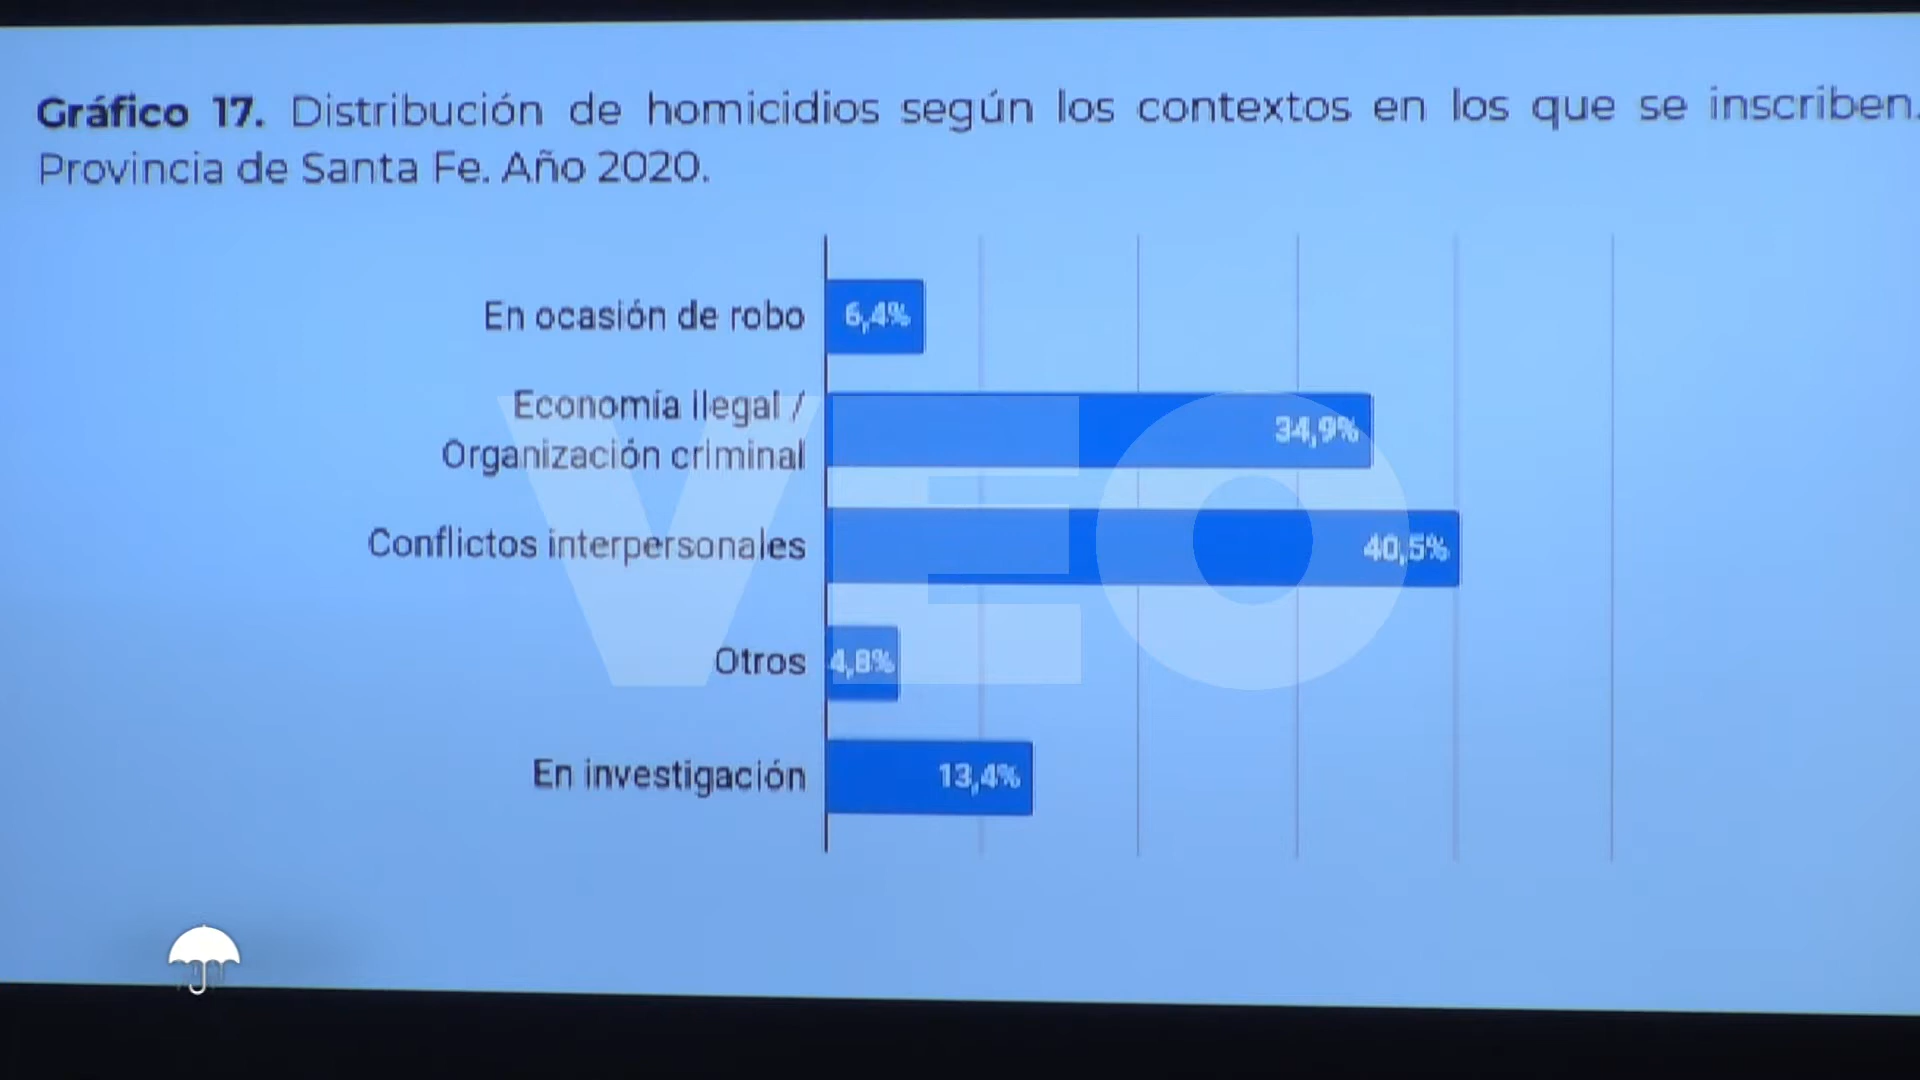 Gráfico 17. Distribución de homicidios según los contextos en los que se inscriben.
Provincia de Santa Fe. Año 2020.
En ocasión de robo
6,4%
Economía ilegal /
Organización criminal
34,9%
Conflictos interpersonales
40,5%
Otros
4,8%
En investigación
13,4%
VEO